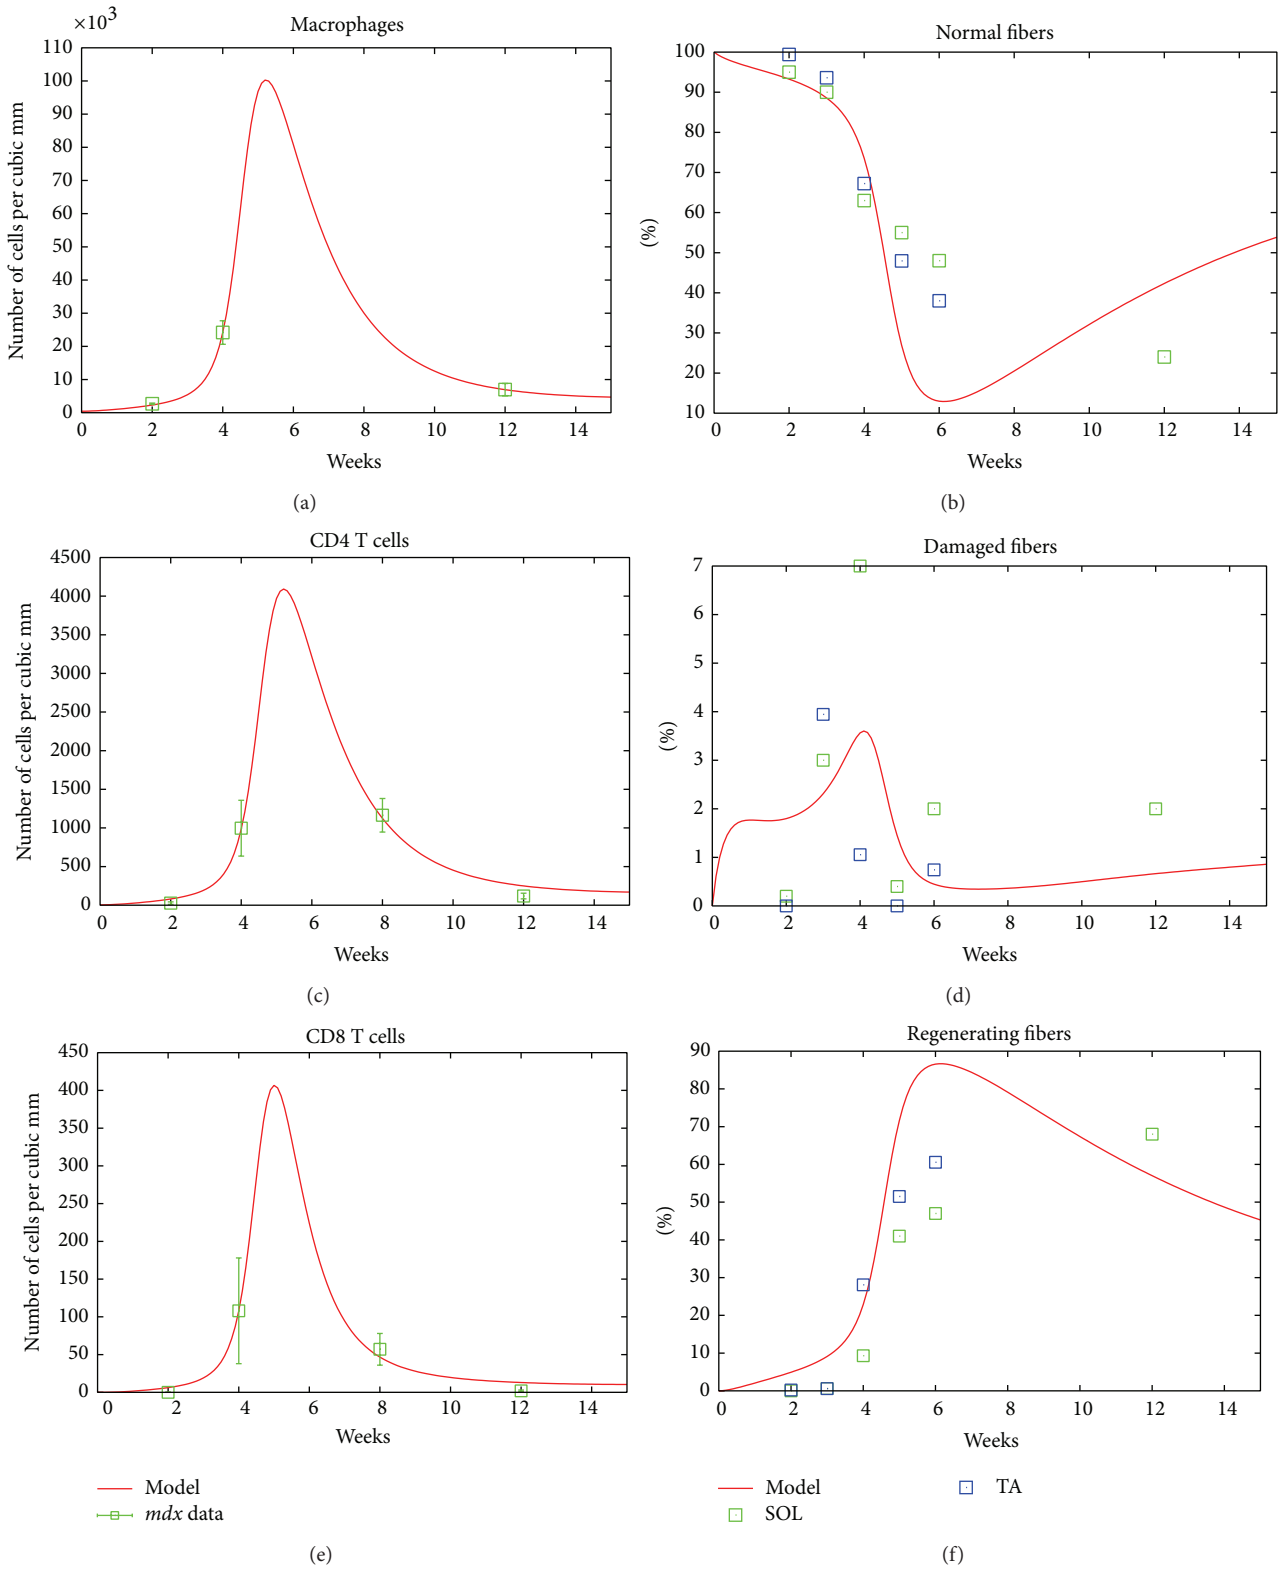 ×10³
Macrophages
110
100
90
80
70
60
50
40
30
20
10
0
Number of cells per cubic mm
0 2 4 6 8 10 12 14
Weeks
(a)
Normal fibers
100
90
80
70
60
50
40
30
20
10
(%)
0 2 4 6 8 10 12 14
Weeks
(b)
CD4 T cells
4500
4000
3500
3000
2500
2000
1500
1000
500
0
Number of cells per cubic mm
0 2 4 6 8 10 12 14
Weeks
(c)
Damaged fibers
7
6
5
4
3
2
1
0
(%)
0 2 4 6 8 10 12 14
Weeks
(d)
CD8 T cells
450
400
350
300
250
200
150
100
50
0
Number of cells per cubic mm
0 2 4 6 8 10 12 14
Weeks
Model
mdx data
(e)
Regenerating fibers
90
80
70
60
50
40
30
20
10
0
(%)
0 2 4 6 8 10 12 14
Weeks
Model
SOL
TA
(f)